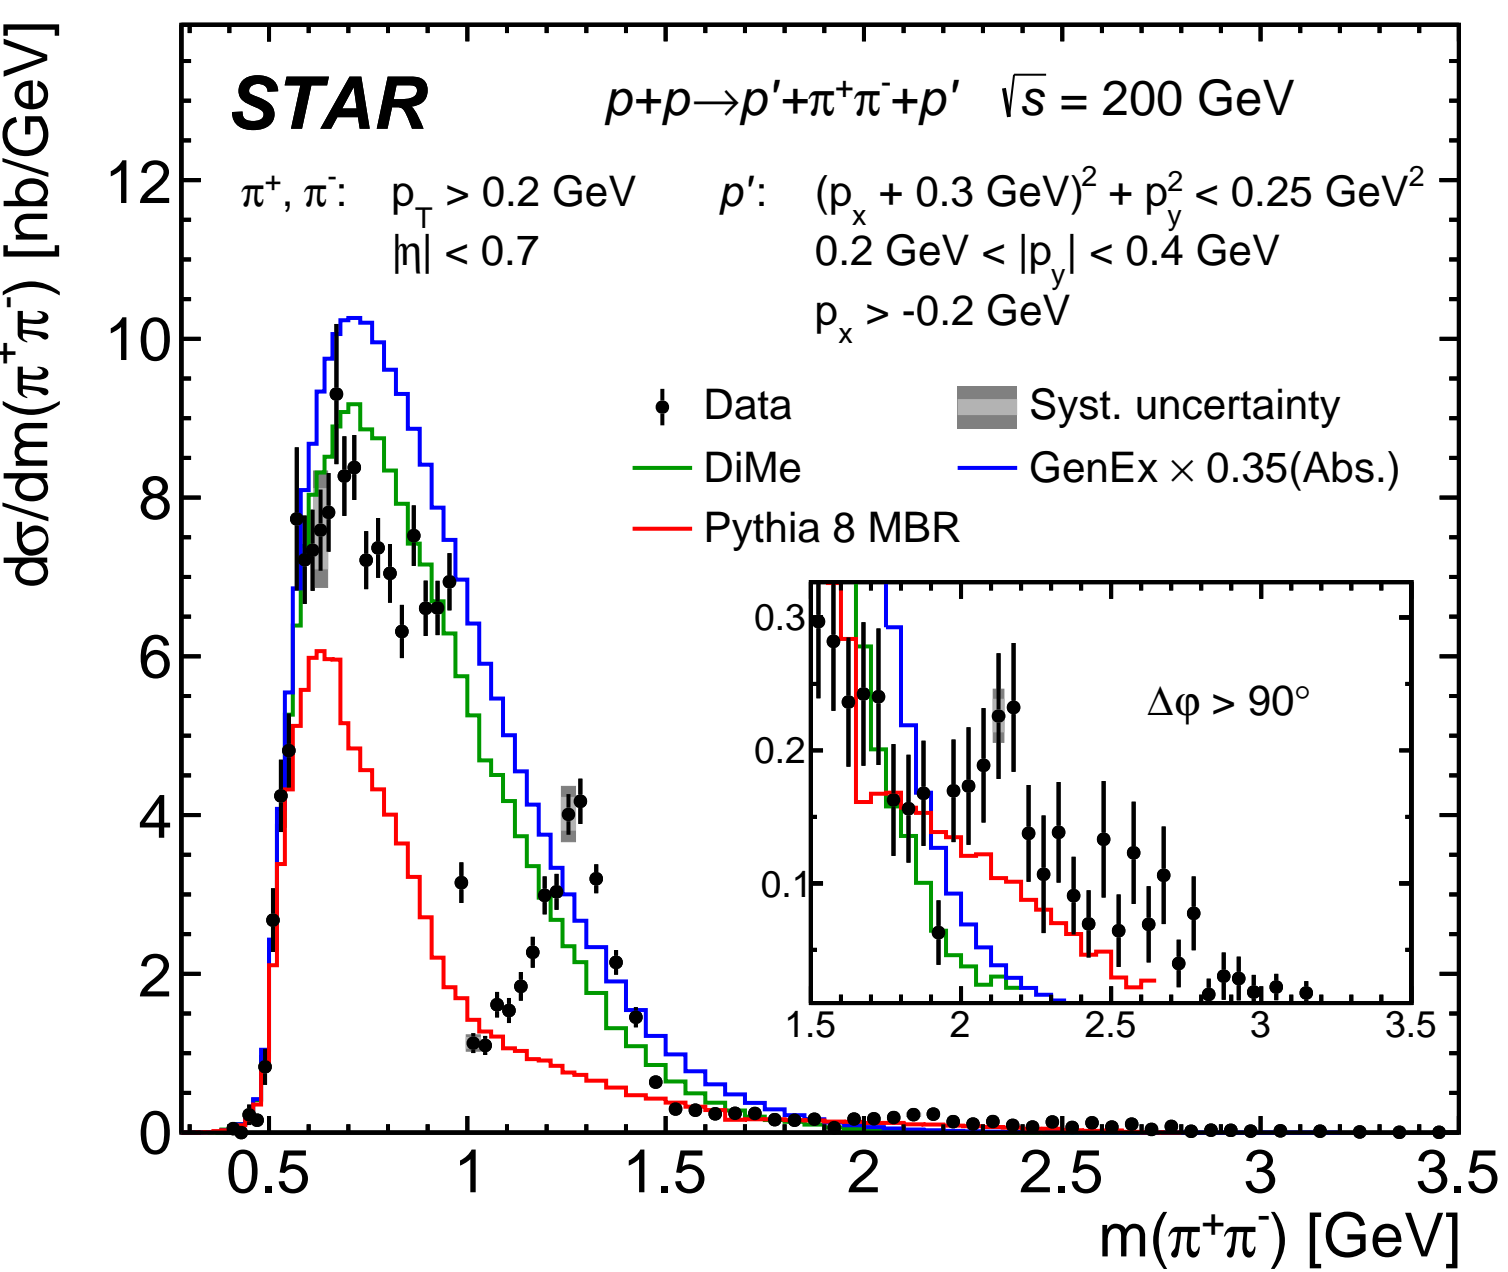 STAR p+p→p′+π⁺π⁻+p′ √s = 200 GeV
π⁺, π⁻: p_T > 0.2 GeV p′: (p_x + 0.3 GeV)² + p_y² < 0.25 GeV²
|η| < 0.7 0.2 GeV < |p_y| < 0.4 GeV
p_x > -0.2 GeV
Data Syst. uncertainty
DiMe GenEx × 0.35(Abs.)
Pythia 8 MBR
Δφ > 90°
0.3
0.2
0.1
1.5 2 2.5 3 3.5
dσ/dm(π⁺π⁻) [nb/GeV]
12
10
8
6
4
2
0
0.5 1 1.5 2 2.5 3 3.5
m(π⁺π⁻) [GeV]